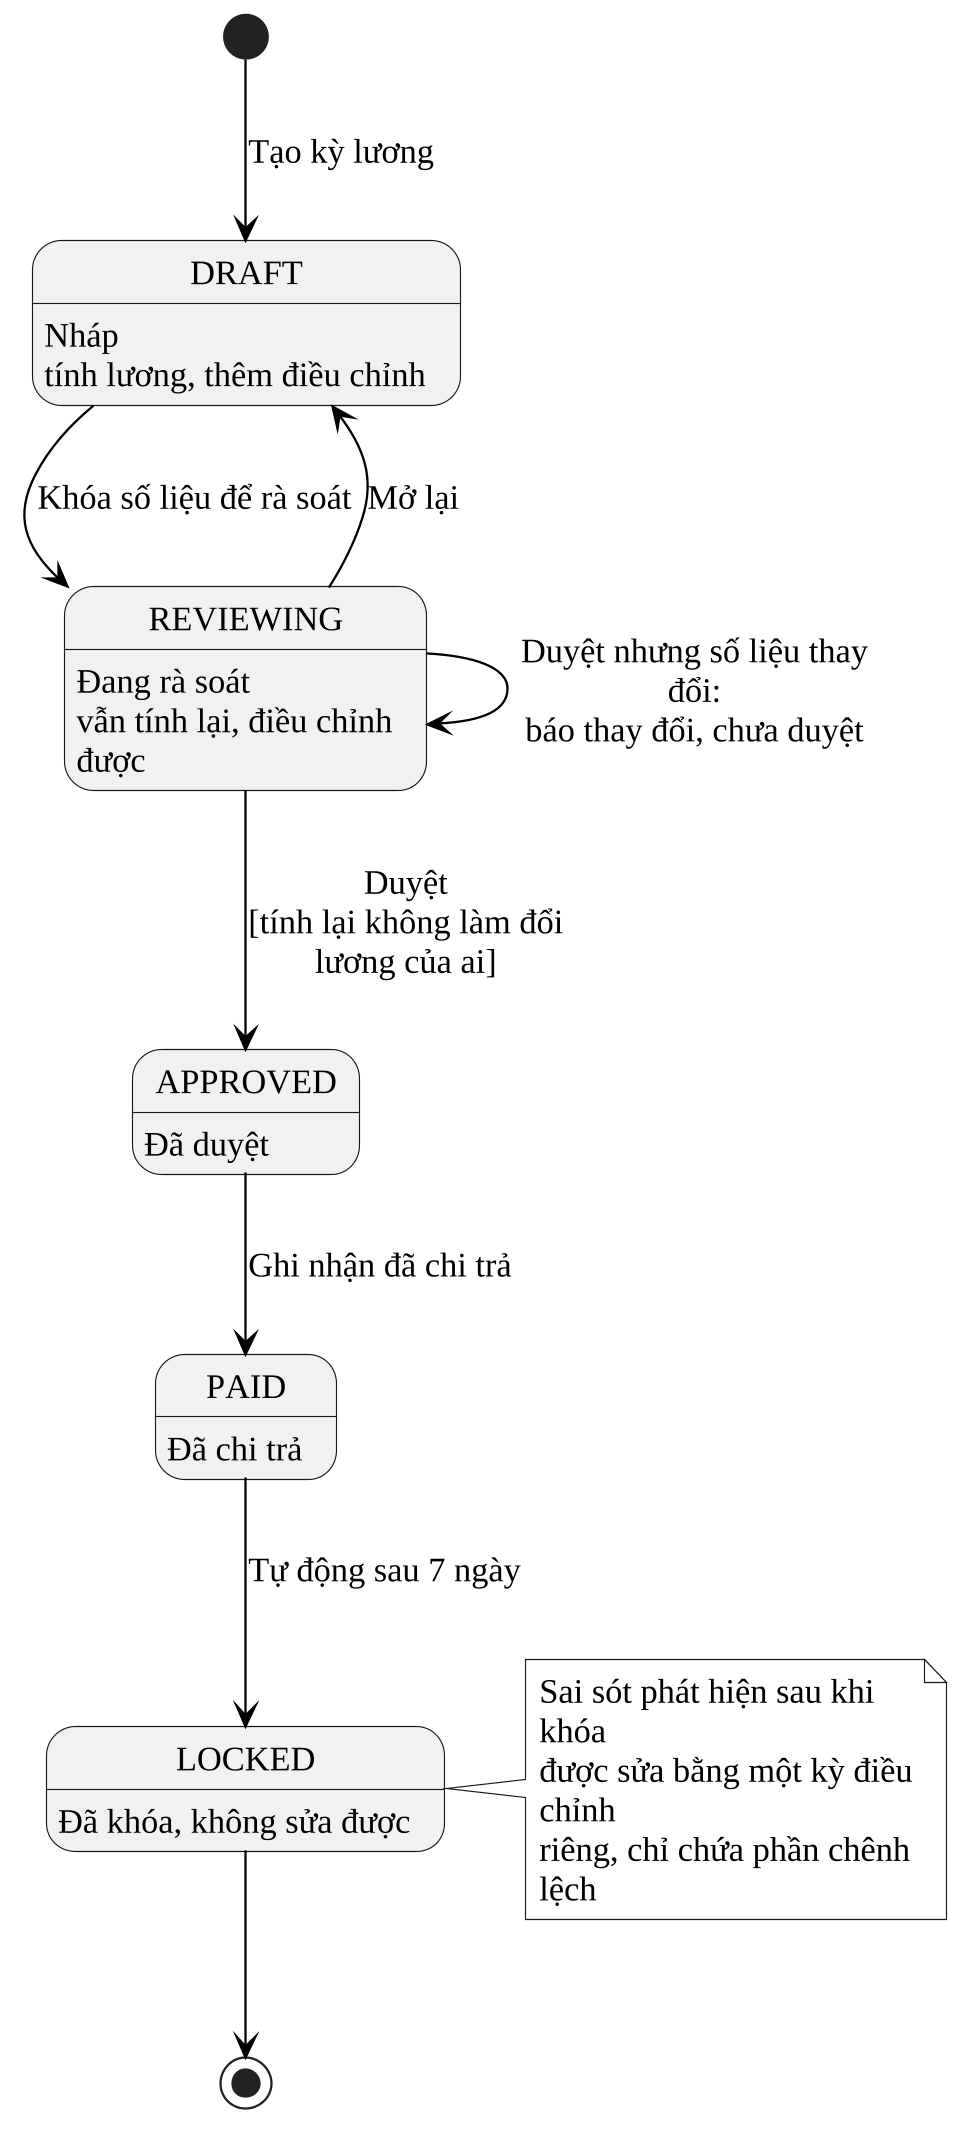 Tạo kỳ lương
DRAFT
Nháp
tính lương, thêm điều chỉnh
Khóa số liệu để rà soát
Mở lại
REVIEWING
Đang rà soát
vẫn tính lại, điều chỉnh
được
Duyệt nhưng số liệu thay
đổi:
báo thay đổi, chưa duyệt
Duyệt
[tính lại không làm đổi
lương của ai]
APPROVED
Đã duyệt
Ghi nhận đã chi trả
PAID
Đã chi trả
Tự động sau 7 ngày
LOCKED
Đã khóa, không sửa được
Sai sót phát hiện sau khi
khóa
được sửa bằng một kỳ điều
chỉnh
riêng, chỉ chứa phần chênh
lệch